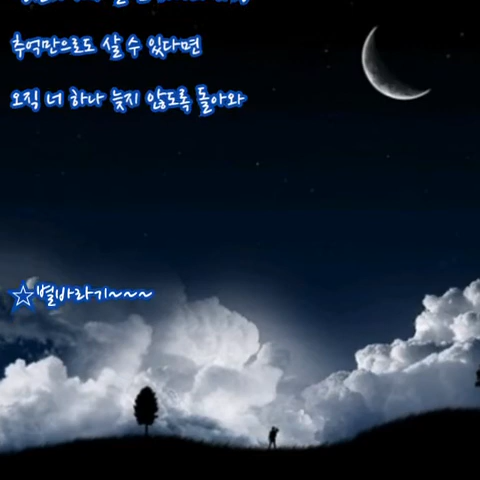 추억만으로도 살 수 있다면
오직 너 하나 늦지 않도록 돌아와
☆별바라기~~~